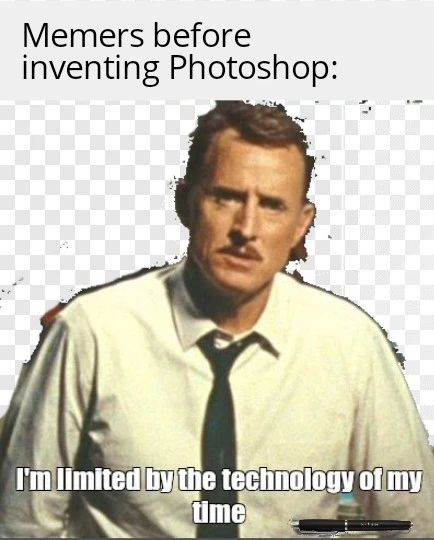 Memers before
inventing Photoshop:
I'm limited by the technology of my
time